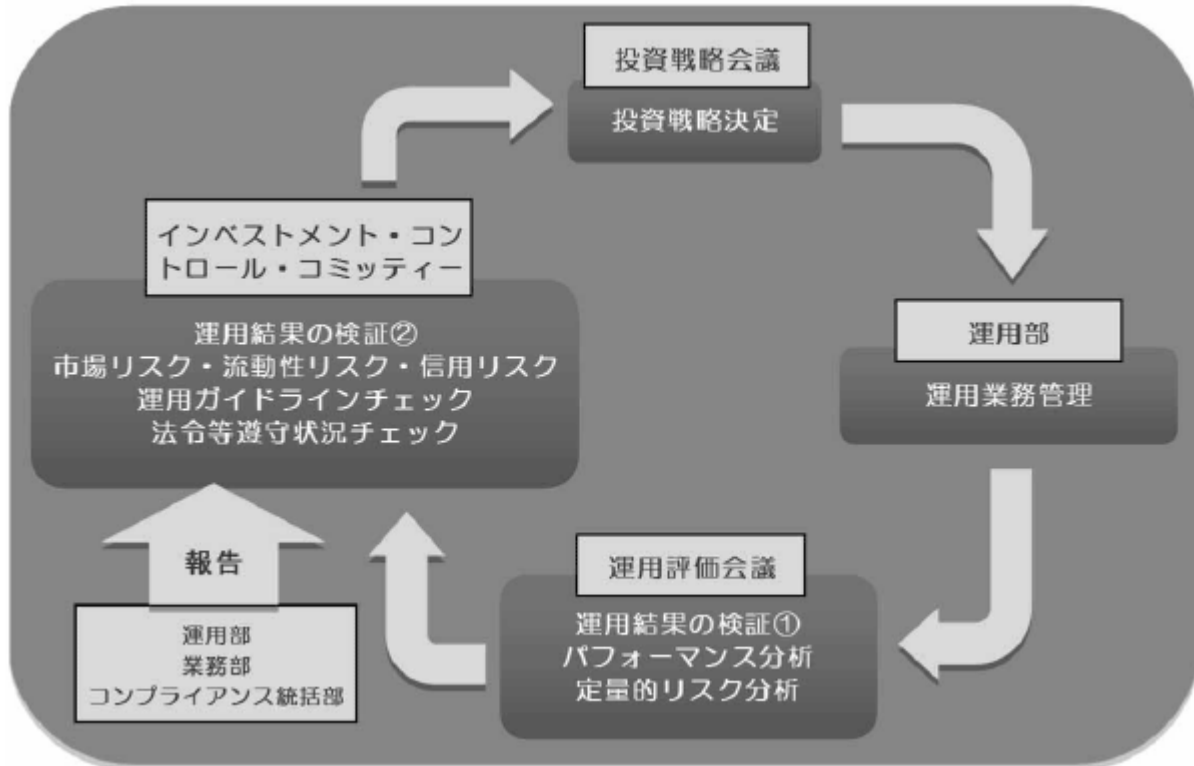 投資戦略会議
投資戦略決定
インベストメント・コン
トロール・コミッティー
運用結果の検証②
市場リスク・流動性リスク・信用リスク
運用ガイドラインチェック
法令等遵守状況チェック
運用部
運用業務管理
報告
運用部
業務部
コンプライアンス統括部
運用評価会議
運用結果の検証①
パフォーマンス分析
定量的リスク分析